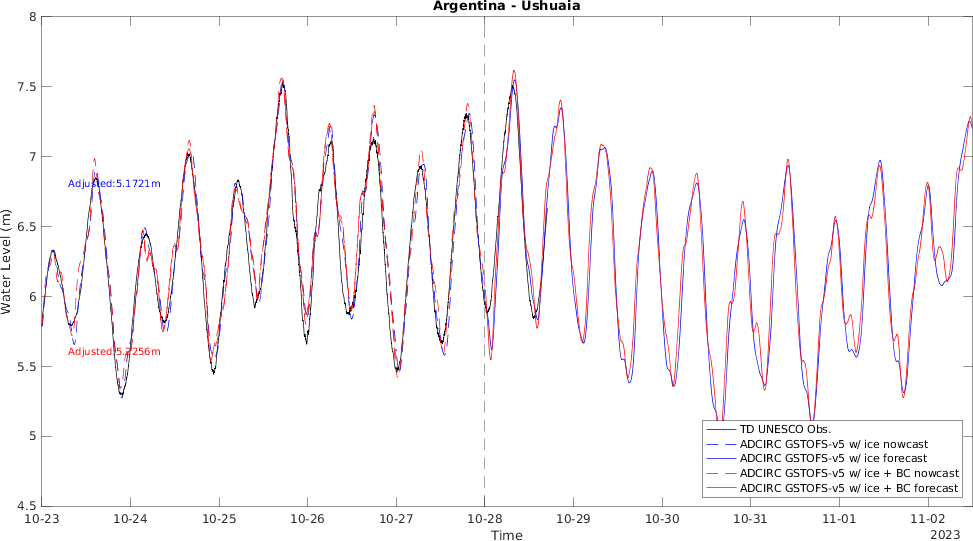 Argentina - Ushuaia
8
7.5
7
6.5
6
5.5
5
4.5
Water Level (m)
Adjusted:5.1721m
Adjusted:5.2256m
TD UNESCO Obs.
ADCIRC GSTOFS-v5 w/ ice nowcast
ADCIRC GSTOFS-v5 w/ ice forecast
ADCIRC GSTOFS-v5 w/ ice + BC nowcast
ADCIRC GSTOFS-v5 w/ ice + BC forecast
10-23 10-24 10-25 10-26 10-27 10-28 10-29 10-30 10-31 11-01 11-02
Time
2023